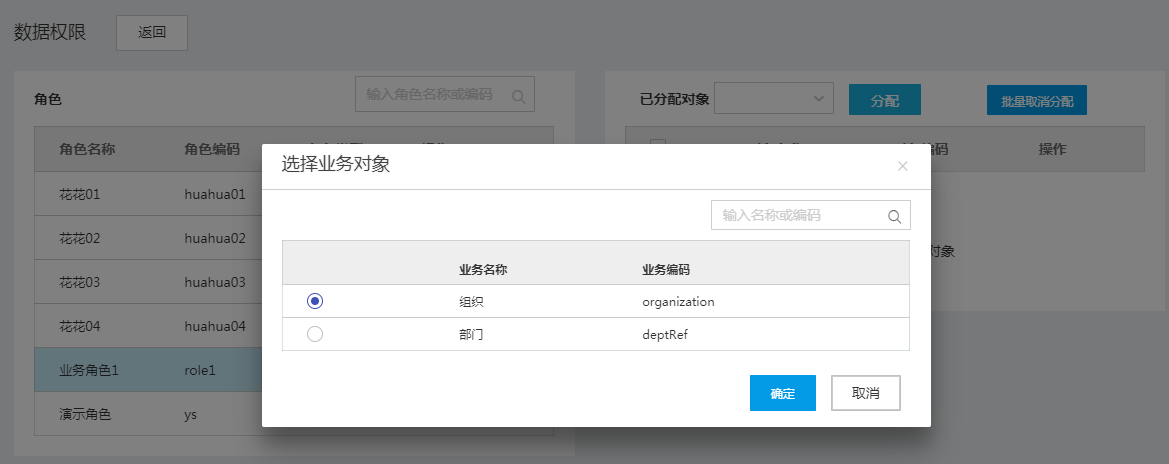 数据权限 返回
角色 输入角色名称或编码
角色名称 角色编码
花花01 huahua01
花花02 huahua02
花花03 huahua03
花花04 huahua04
业务角色1 role1
演示角色 ys
已分配对象 分配 批量取消分配
编码 操作
对象
选择业务对象 ×
输入名称或编码
业务名称 业务编码
组织 organization
部门 deptRef
确定 取消